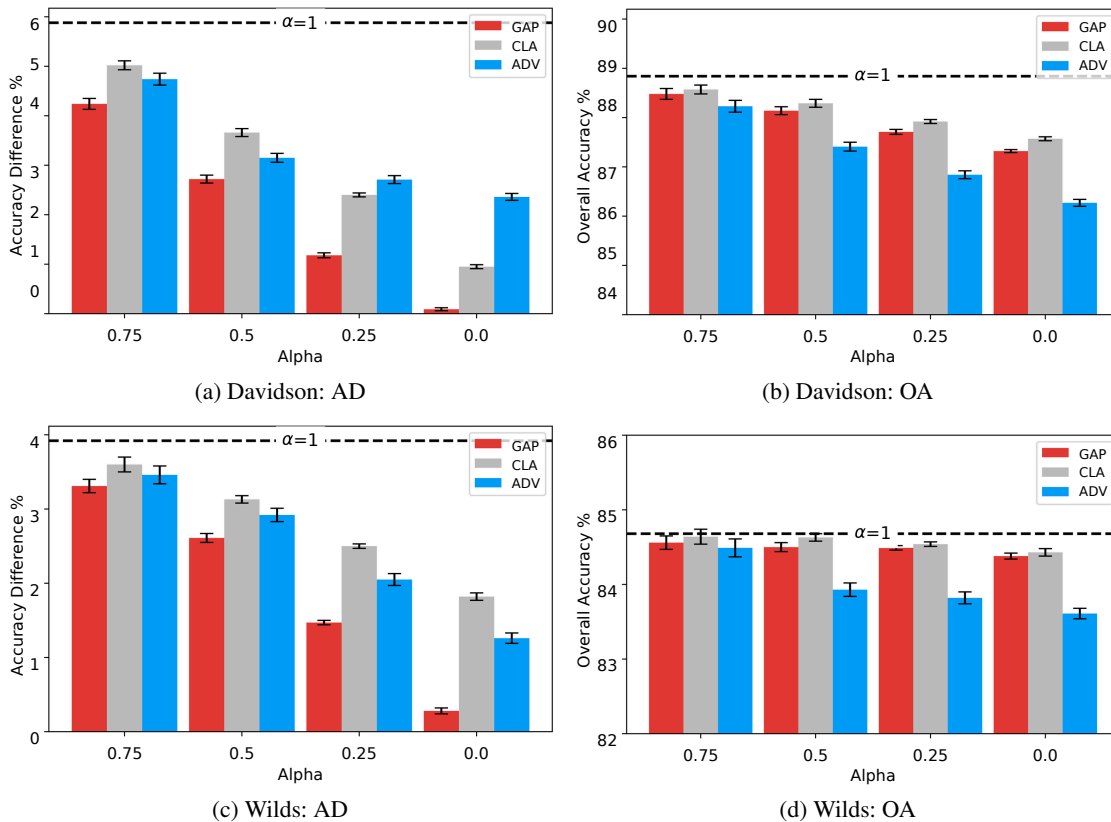 6
5
4
3
2
1
0
Accuracy Difference %
α=1
GAP
CLA
ADV
0.75 0.5 0.25 0.0
Alpha
(a) Davidson: AD
90
89
88
87
86
85
84
Overall Accuracy %
α=1
GAP
CLA
ADV
0.75 0.5 0.25 0.0
Alpha
(b) Davidson: OA
4
3
2
1
0
Accuracy Difference %
α=1
GAP
CLA
ADV
0.75 0.5 0.25 0.0
Alpha
(c) Wilds: AD
86
85
84
83
82
Overall Accuracy %
α=1
GAP
CLA
ADV
0.75 0.5 0.25 0.0
Alpha
(d) Wilds: OA